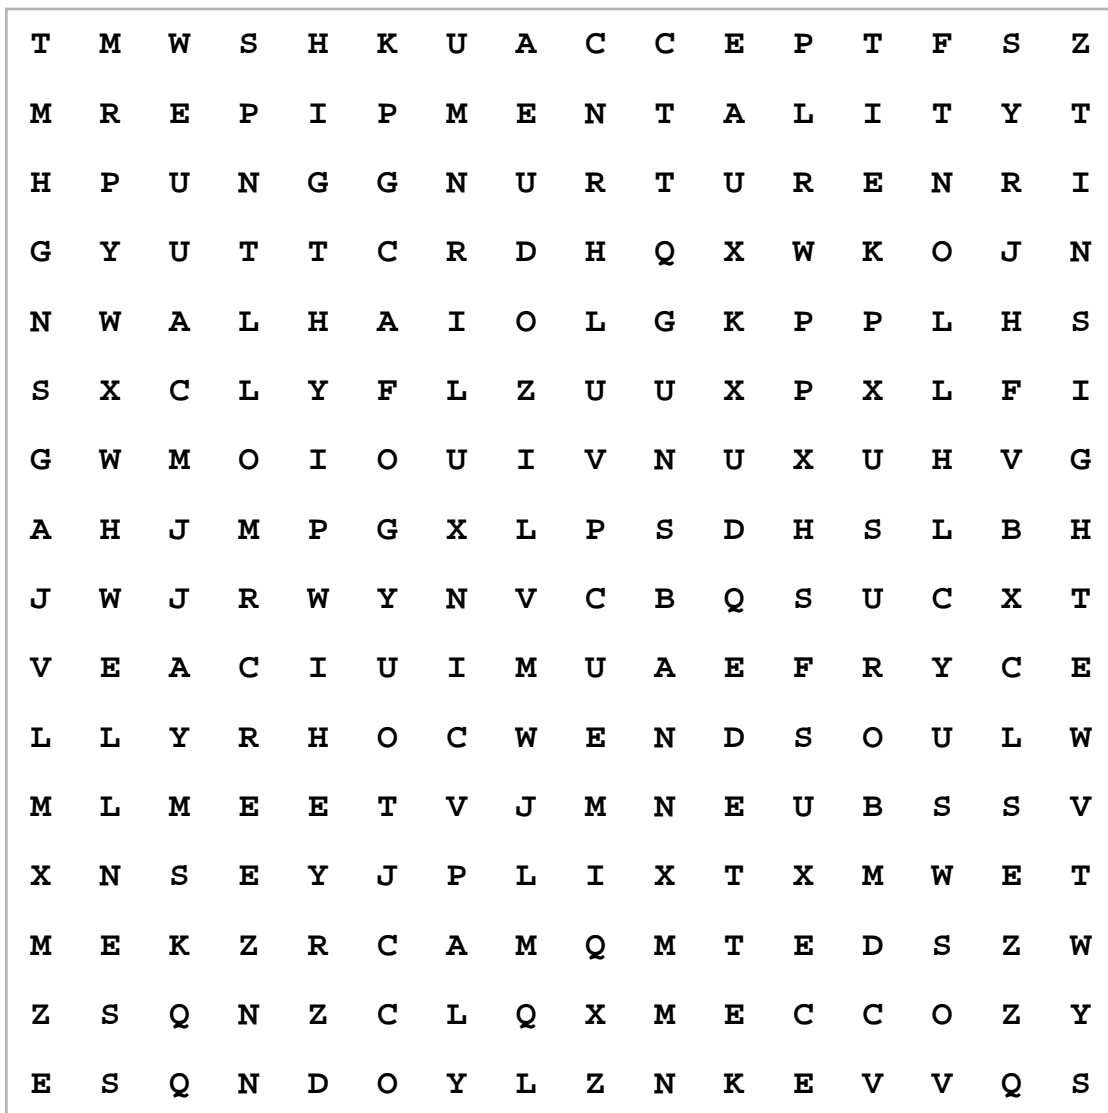 T M W S H K U A C C E P T F S Z
M R E P I P M E N T A L I T Y T
H P U N G G N U R T U R E N R I
G Y U T T C R D H Q X W K O J N
N W A L H A I O L G K P P L H S
S X C L Y F L Z U U X P X L F I
G W M O I O U I V N U X U H V G
A H J M P G X L P S D H S L B H
J W J R W Y N V C B Q S U C X T
V E A C I U I M U A E F R Y C E
L L Y R H O C W E N D S O U L W
M L M E E T V J M N E U B S S V
X N S E Y J P L I X T X M W E T
M E K Z R C A M Q M T E D S Z W
Z S Q N Z C L Q X M E C C O Z Y
E S Q N D O Y L Z N K E V V Q S